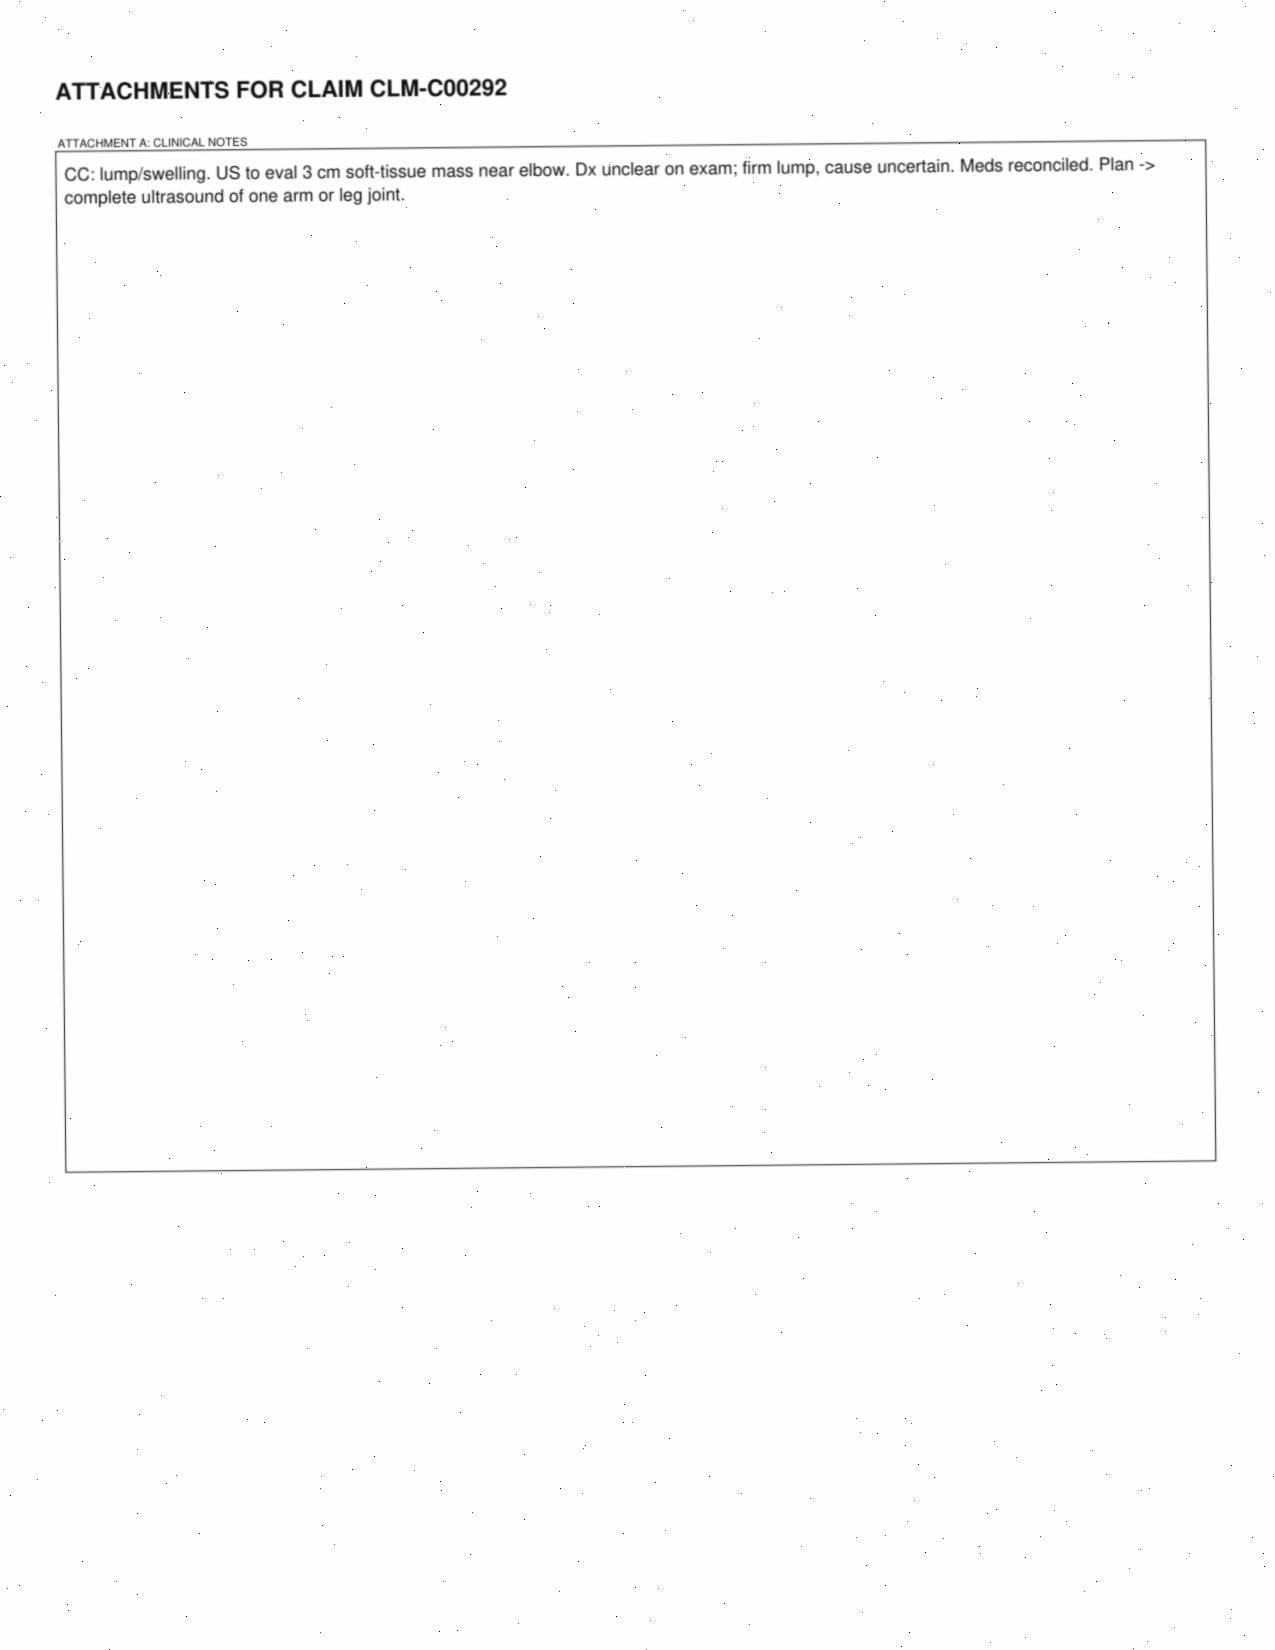 ATTACHMENTS FOR CLAIM CLM-C00292
ATTACHMENT A: CLINICAL NOTES
CC: lump/swelling. US to eval 3 cm soft-tissue mass near elbow. Dx unclear on exam; firm lump, cause uncertain. Meds reconciled. Plan ->
complete ultrasound of one arm or leg joint.